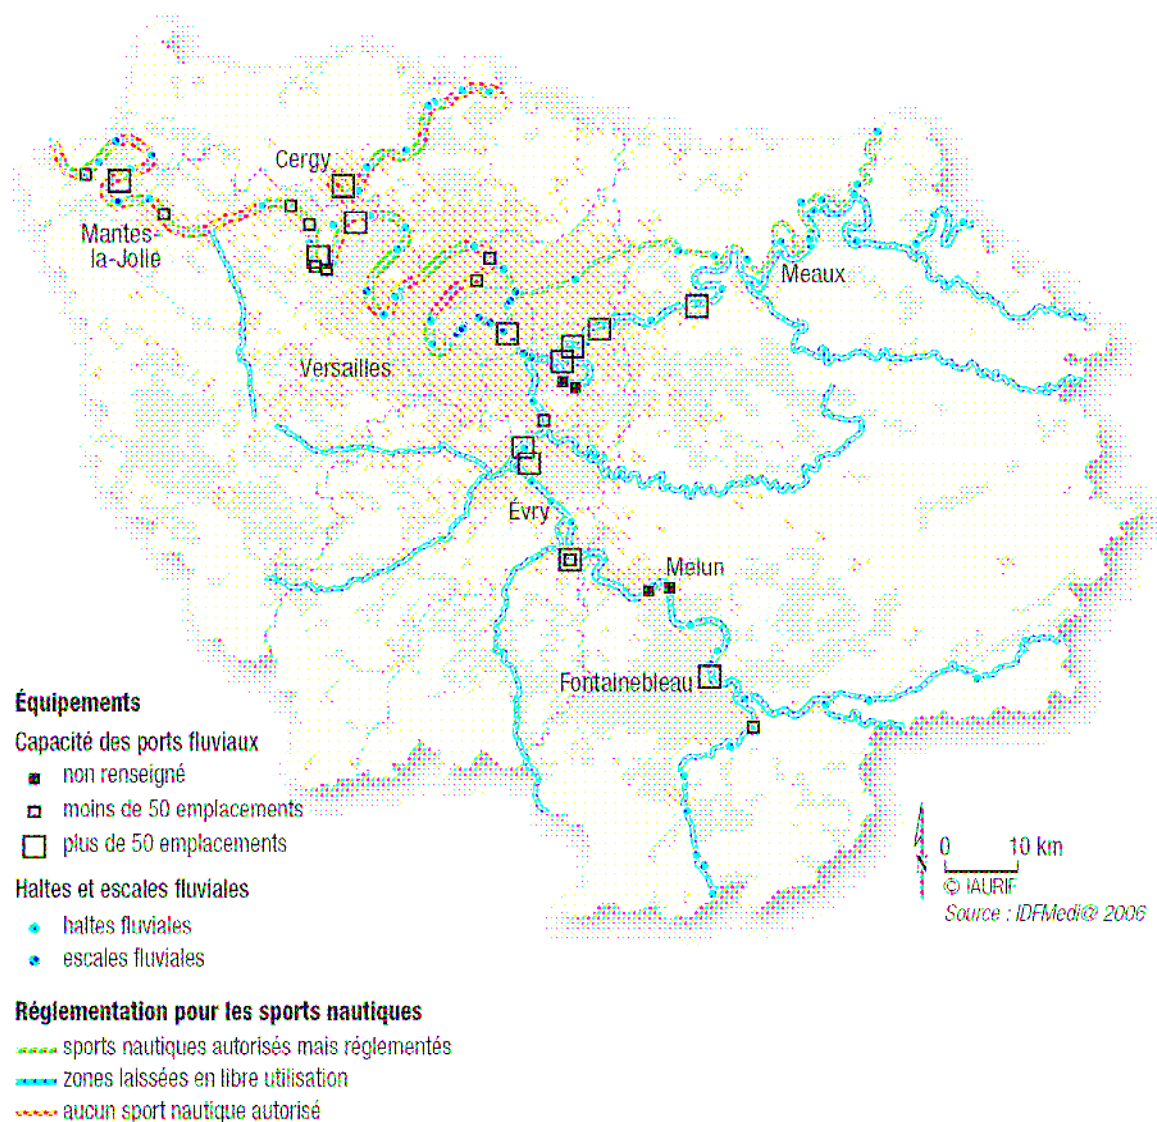 Cergy
Mantes-
la-Jolie
Meaux
Versailles
Évry
Melun
Fontainebleau
Équipements
Capacité des ports fluviaux
non renseigné
moins de 50 emplacements
plus de 50 emplacements
Haltes et escales fluviales
haltes fluviales
escales fluviales
Réglementation pour les sports nautiques
sports nautiques autorisés mais réglementés
zones laissées en libre utilisation
aucun sport nautique autorisé
N
0 10 km
© IAURIF
Source : IDFMedi@ 2006